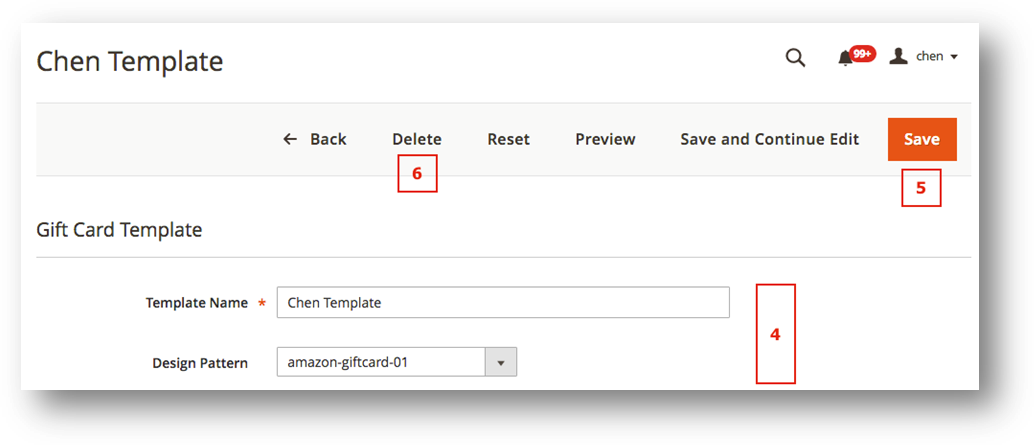 Chen Template
99+
chen
← Back Delete Reset Preview Save and Continue Edit Save
6
5
Gift Card Template
Template Name * Chen Template
4
Design Pattern amazon-giftcard-01